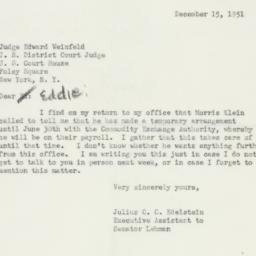 December 15, 1951
Judge Edward Weinfeld
U. S. District Court Judge
U. S. Court House
Foley Square
New York, N. Y.
Dear Eddie:
I find on my return to my office that Morris Klein
called to tell me that he has made a temporary arrangement
until June 30th with the Commodity Exchange Authority, whereby
he will be on their payroll. I gather that this takes care of
until that time. I don't know whether he wants anything further
from this office. I am writing you this just in case I do not
get to talk to you in person next week, or in case I forget to
mention this matter.
Very sincerely yours,
Julius C. C. Edelstein
Executive Assistant to
Senator Lehman